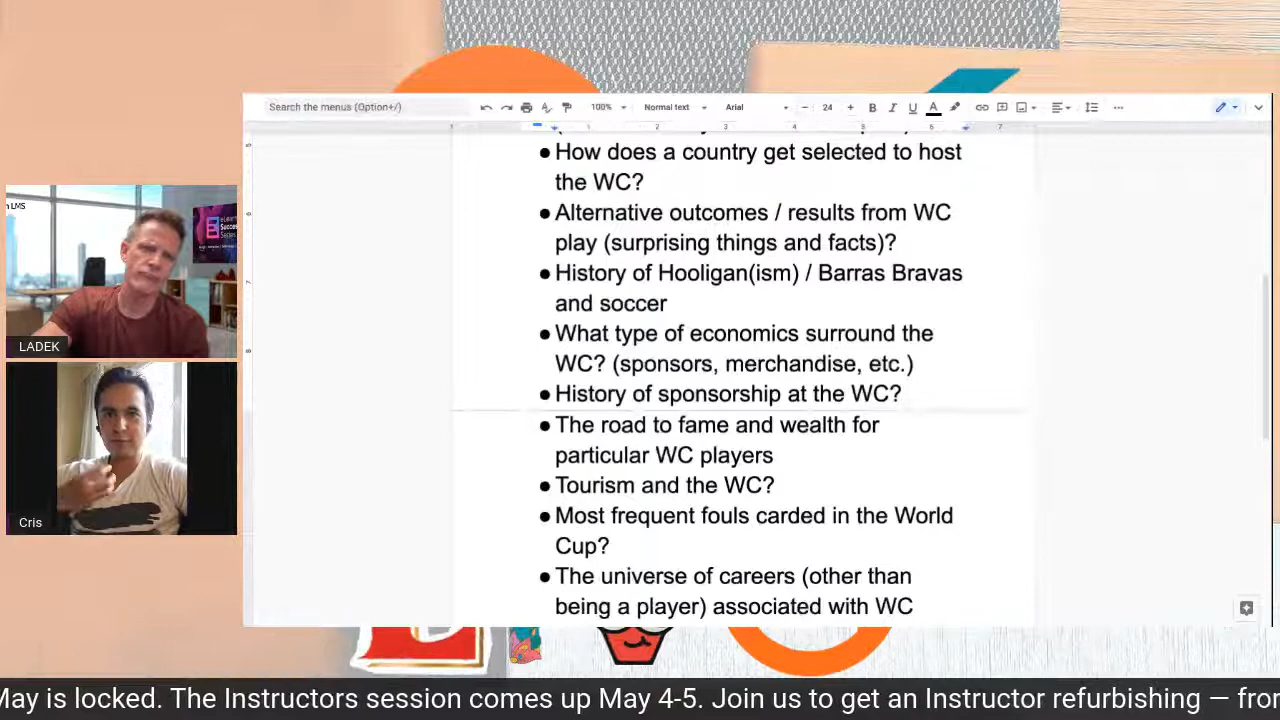 Search the menus (Option+/)
100%
Normal text
Arial
24
How does a country get selected to host
the WC?
Alternative outcomes / results from WC
play (surprising things and facts)?
History of Hooligan(ism) / Barras Bravas
and soccer
What type of economics surround the
WC? (sponsors, merchandise, etc.)
History of sponsorship at the WC?
The road to fame and wealth for
particular WC players
Tourism and the WC?
Most frequent fouls carded in the World
Cup?
The universe of careers (other than
being a player) associated with WC
n LMS
LADEK
Cris
May is locked. The Instructors session comes up May 4-5. Join us to get an Instructor refurbishing — fro